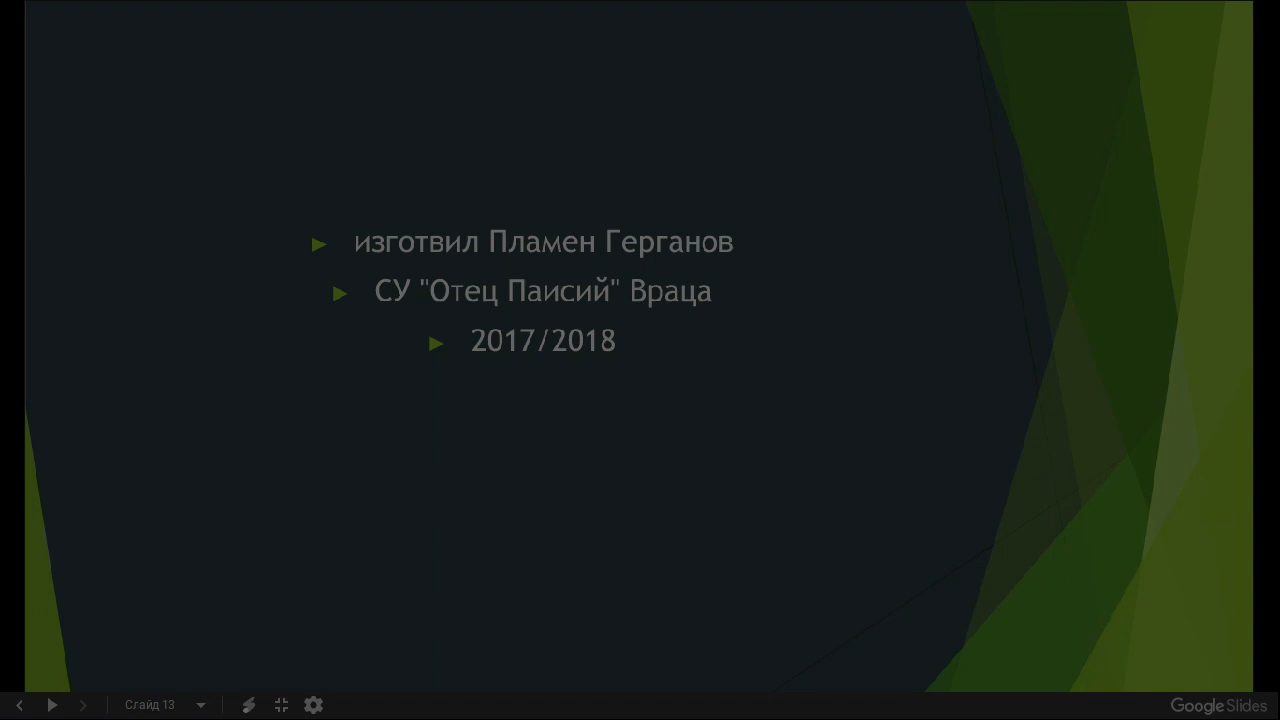 изготвил Пламен Герганов
СУ "Отец Паисий" Враца
2017/2018
Слайд 13
Google Slides